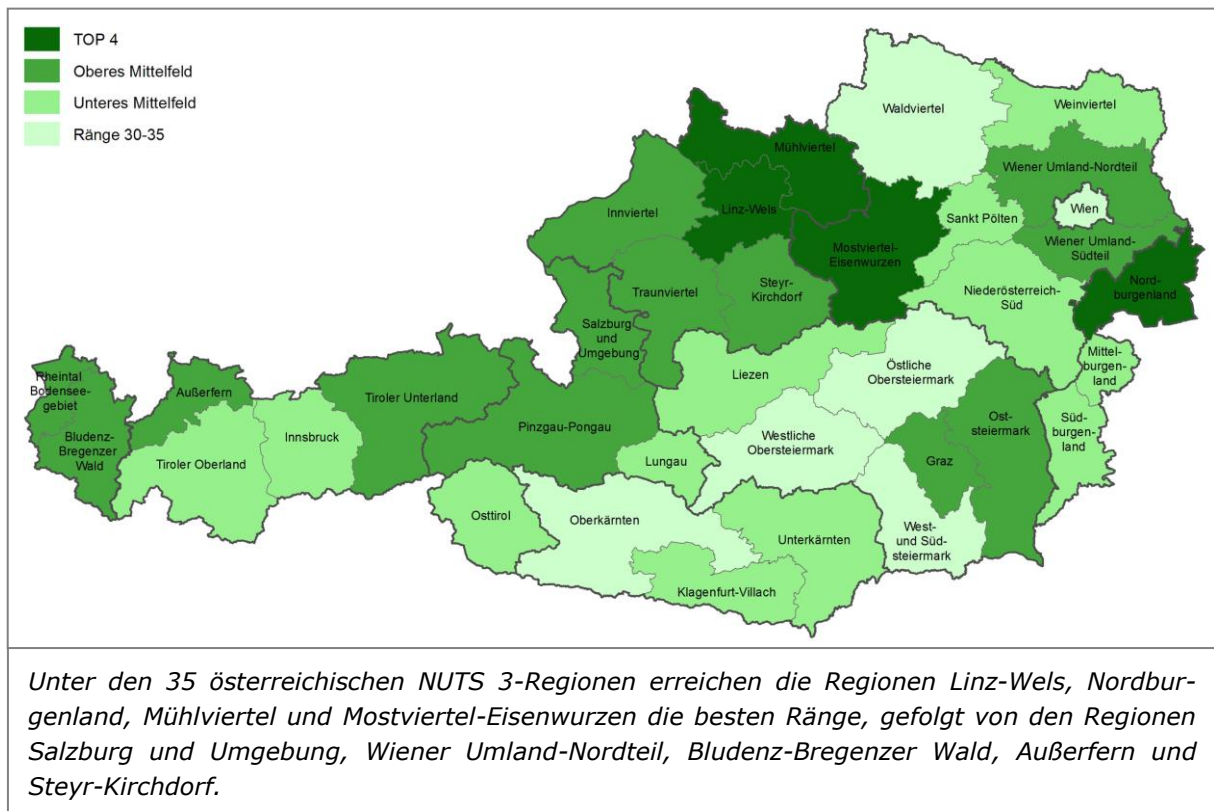 TOP 4
Oberes Mittelfeld
Unteres Mittelfeld
Ränge 30-35
Waldviertel
Weinviertel
Mühlviertel
Wiener Umland-Nordteil
Linz-Wels
Wien
Innviertel
Sankt Pölten
Mostviertel-
Eisenwurzen
Wiener Umland-
Südteil
Nord-
burgenland
Traunviertel
Steyr-
Kirchdorf
Niederösterreich-
Süd
Salzburg
und
Umgebung
Mittel-
burgen-
land
Rheintal
Bodensee-
gebiet
Außerfern
Tiroler Unterland
Liezen
Östliche
Obersteiermark
Bludenz-
Bregenzer
Wald
Innsbruck
Pinzgau-Pongau
Ost-
steiermark
Süd-
burgen-
land
Tiroler Oberland
Westliche
Obersteiermark
Graz
Lungau
Osttirol
Oberkärnten
Unterkärnten
West-
und Süd-
steiermark
Klagenfurt-Villach
Unter den 35 österreichischen NUTS 3-Regionen erreichen die Regionen Linz-Wels, Nordbur-
genland, Mühlviertel und Mostviertel-Eisenwurzen die besten Ränge, gefolgt von den Regionen
Salzburg und Umgebung, Wiener Umland-Nordteil, Bludenz-Bregenzer Wald, Außerfern und
Steyr-Kirchdorf.